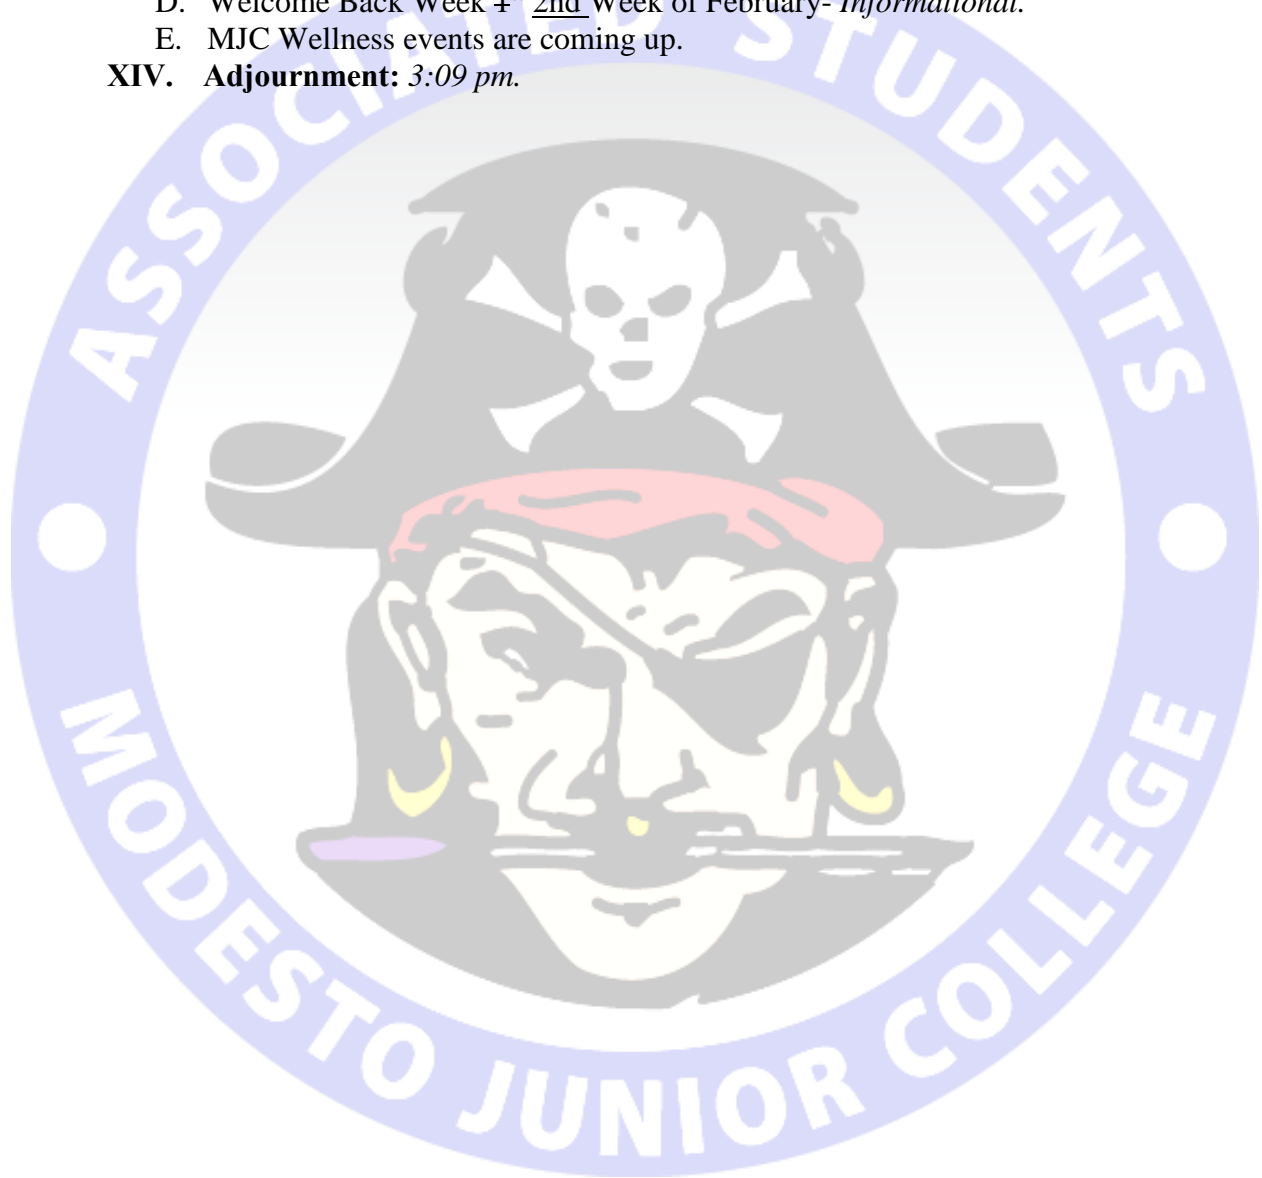 D. Welcome Back Week 2nd Week of February- Informational.
E. MJC Wellness events are coming up.
XIV. Adjournment: 3:09 pm.
ASSOCIATED STUDENTS
MODESTO JUNIOR COLLEGE